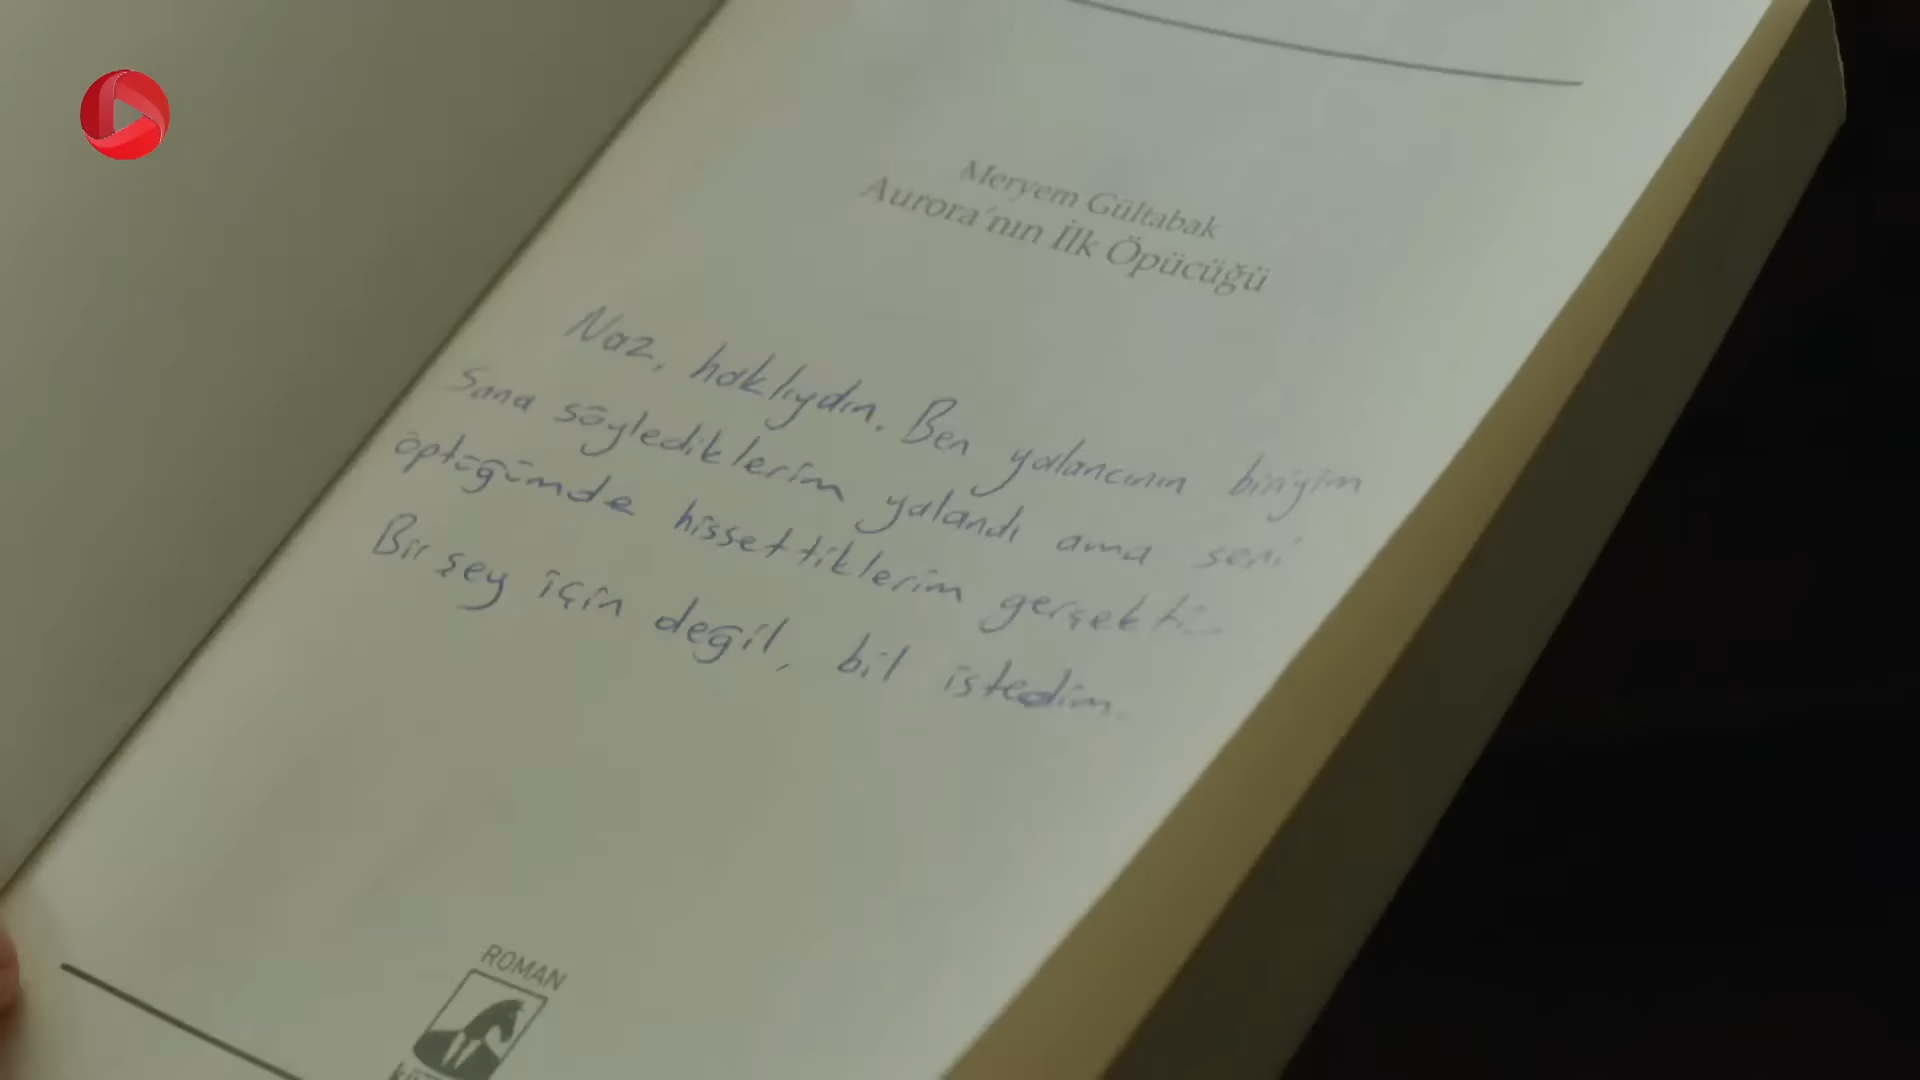 Meryem Gültabak
Aurora'nın İlk Öpücüğü
Naz, haklıydın. Ben yalancının biriyim
Sana söylediklerim yalandı ama seni
öptüğümde hissettiklerim gerçekti..
Bir şey için değil, bil istedim.
ROMAN